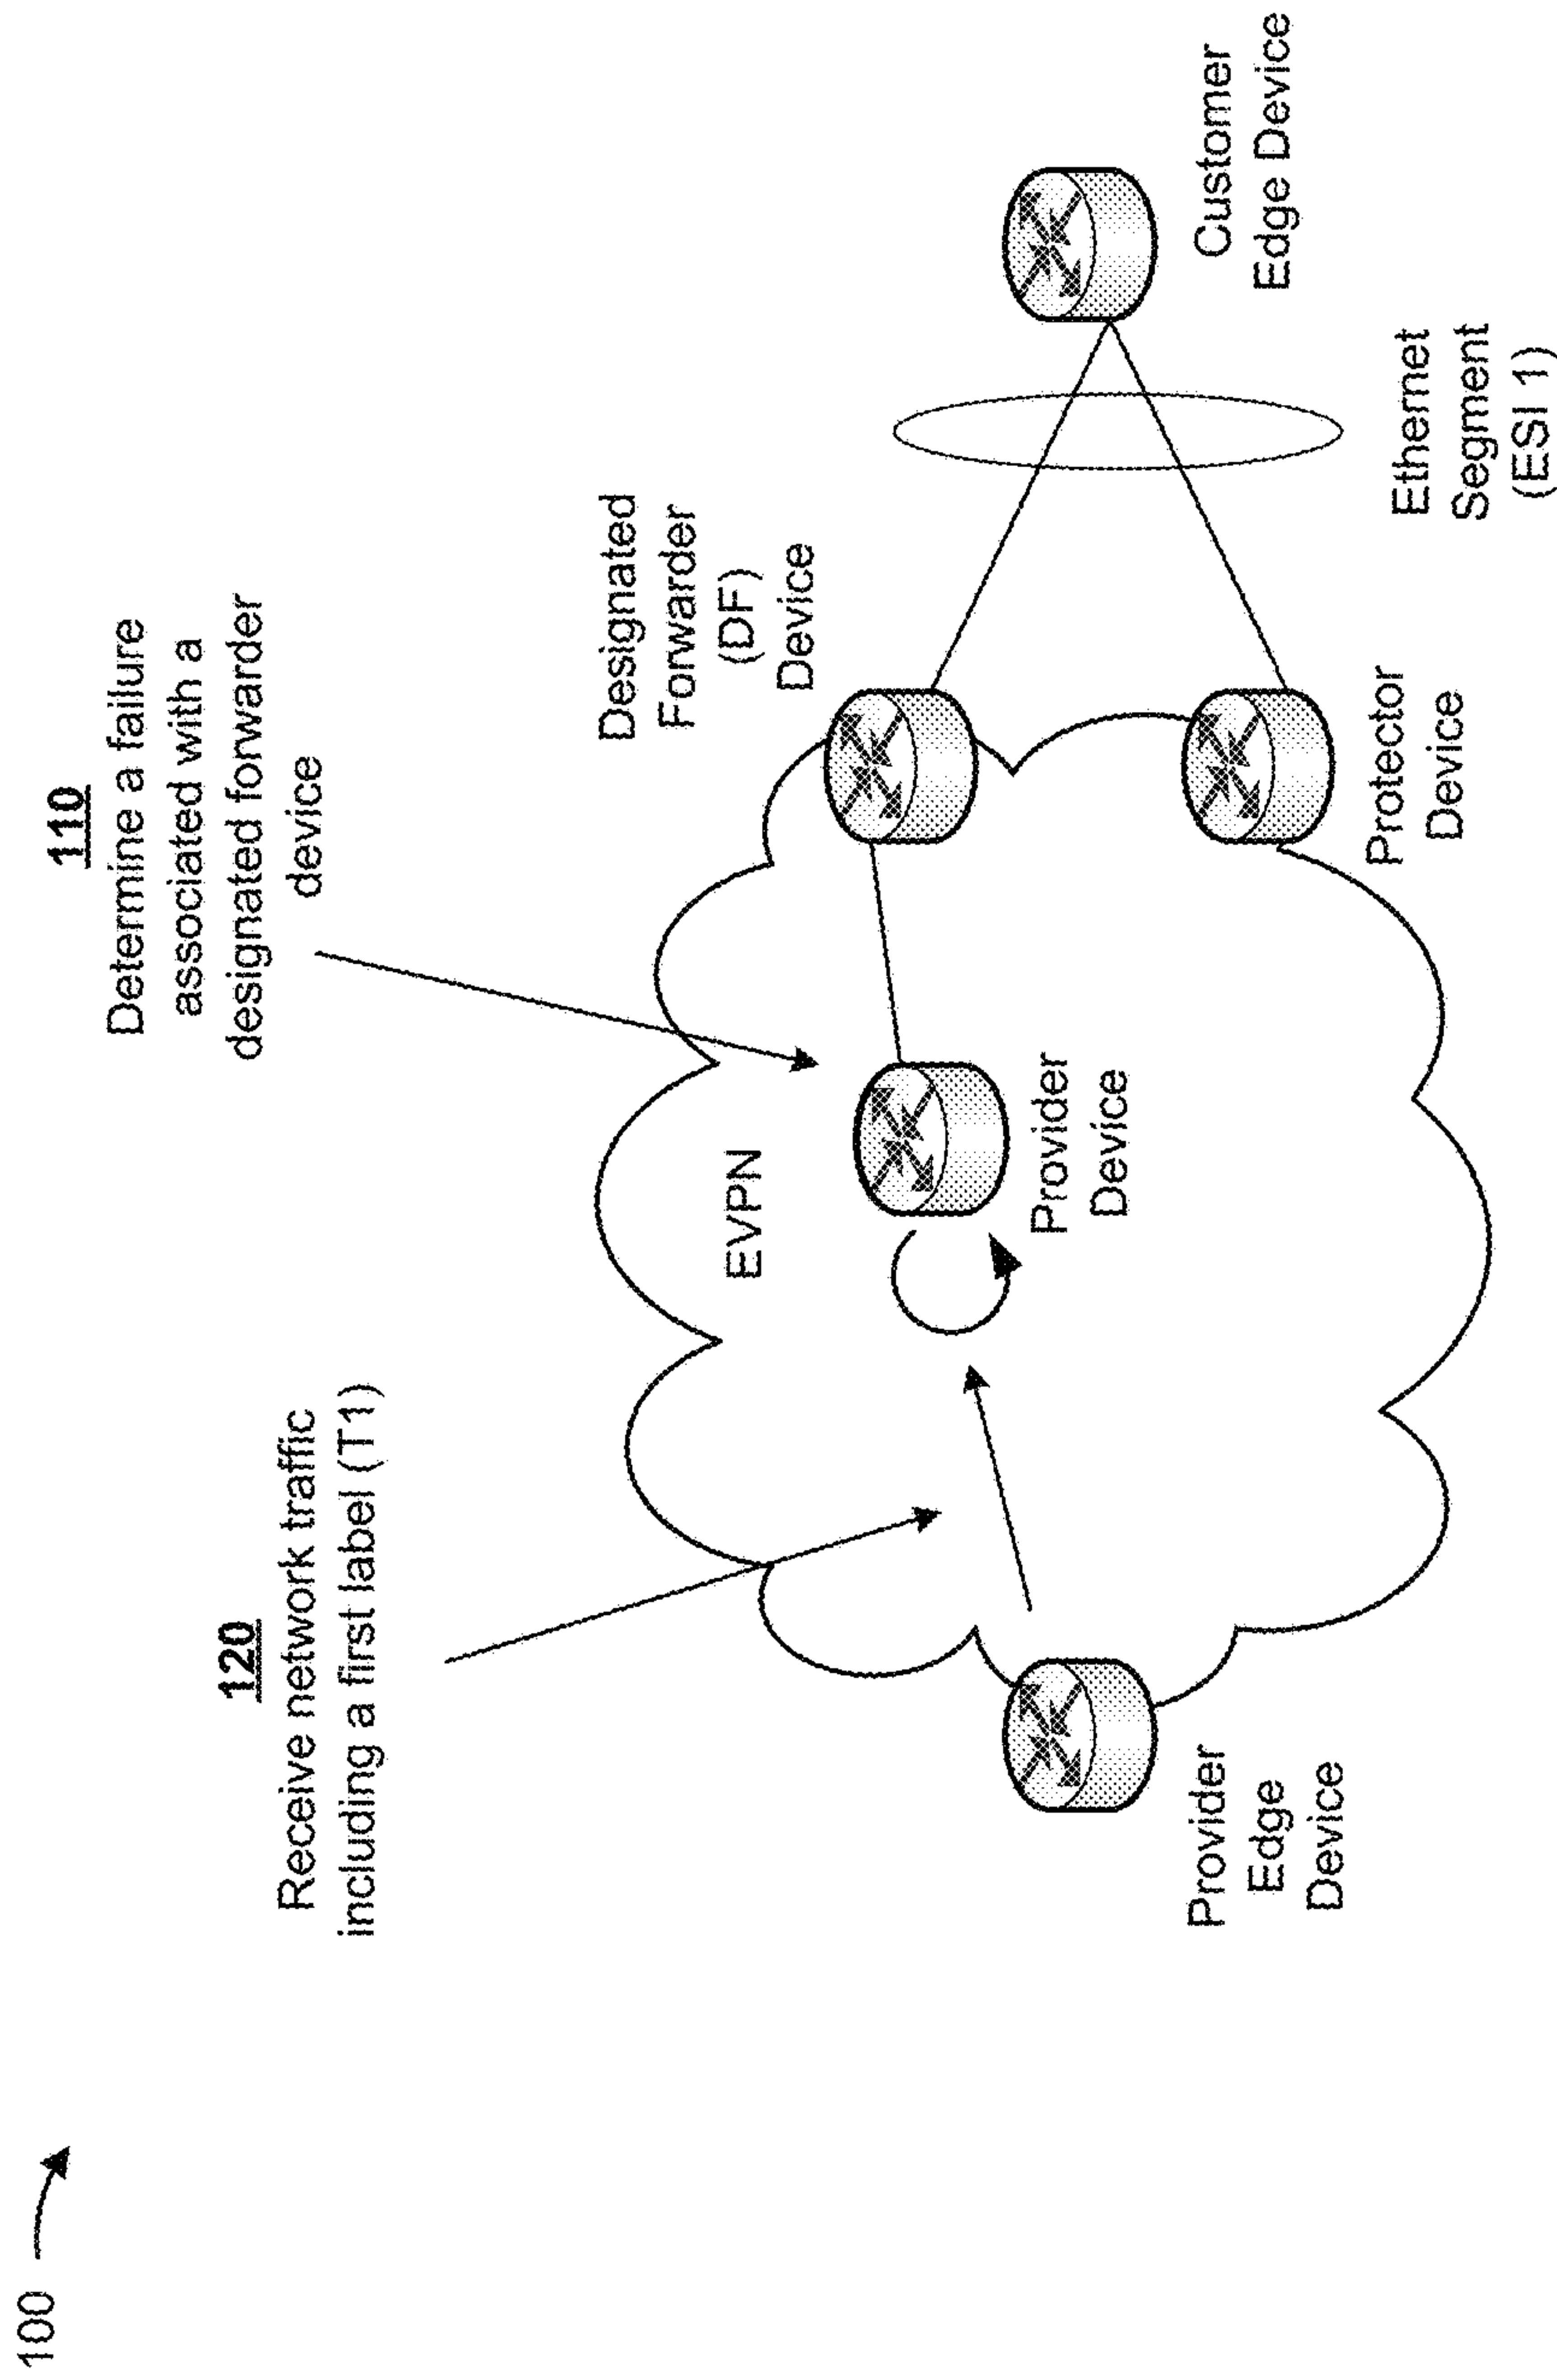 100
110
Determine a failure
associated with a
designated forwarder
device
120
Receive network traffic
including a first label (T1)
EVPN
Designated
Forwarder
(DF)
Device
Provider
Device
Customer
Edge Device
Provider
Edge
Device
Protector
Device
Ethernet
Segment
(ESI 1)